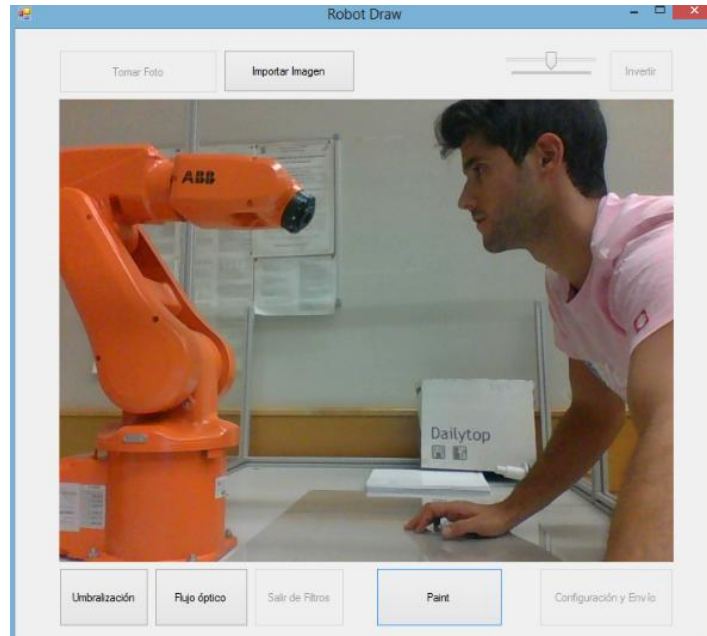 Robot Draw
Tomar Foto
Importar Imagen
Invertir
ABB
Dailytop
Umbralización
Flujo óptico
Salir de Filtros
Paint
Configuración y Envío